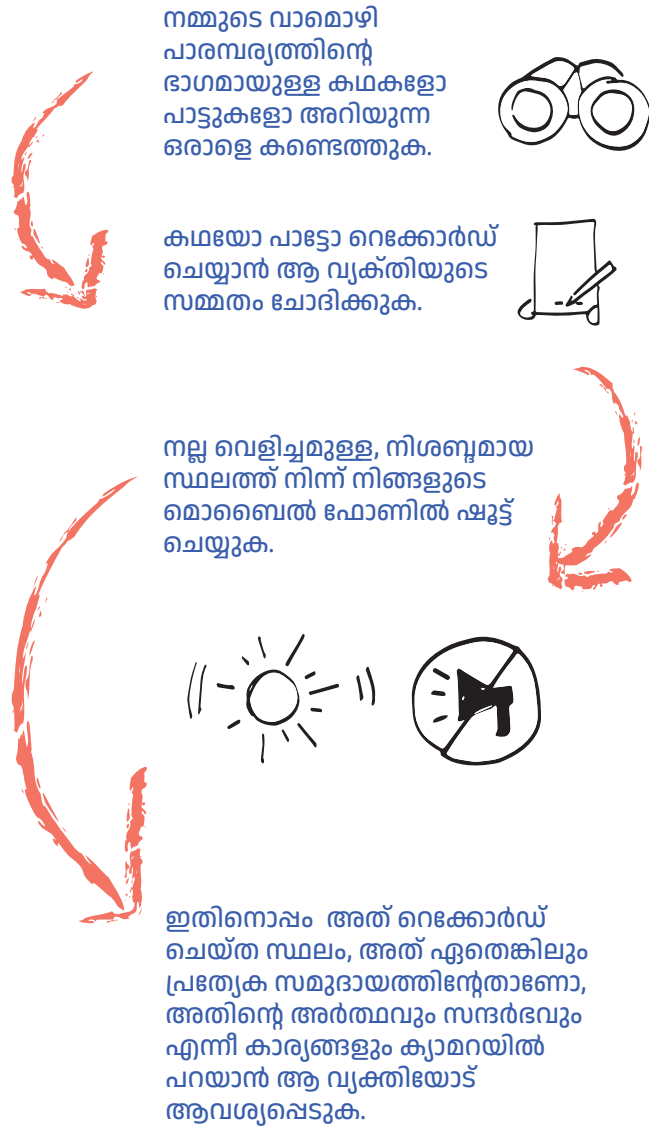 നമ്മുടെ വാമൊഴി
പാരമ്പര്യത്തിന്റെ
ഭാഗമായുള്ള കഥകളോ
പാട്ടുകളോ അറിയുന്ന
ഒരാളെ കണ്ടെത്തുക.
കഥയോ പാട്ടോ റെക്കോർഡ്
ചെയ്യാൻ ആ വ്യക്തിയുടെ
സമ്മതം ചോദിക്കുക.
നല്ല വെളിച്ചമുള്ള, നിശബ്ദമായ
സ്ഥലത്ത് നിന്ന് നിങ്ങളുടെ
മൊബൈൽ ഫോണിൽ ഷൂട്ട്
ചെയ്യുക.
ഇതിനൊപ്പം അത് റെക്കോർഡ്
ചെയ്ത സ്ഥലം, അത് ഏതെങ്കിലും
പ്രത്യേക സമുദായത്തിന്റേതാണോ,
അതിന്റെ അർത്ഥവും സന്ദർഭവും
എന്നീ കാര്യങ്ങളും ക്യാമറയിൽ
പറയാൻ ആ വ്യക്തിയോട്
ആവശ്യപ്പെടുക.